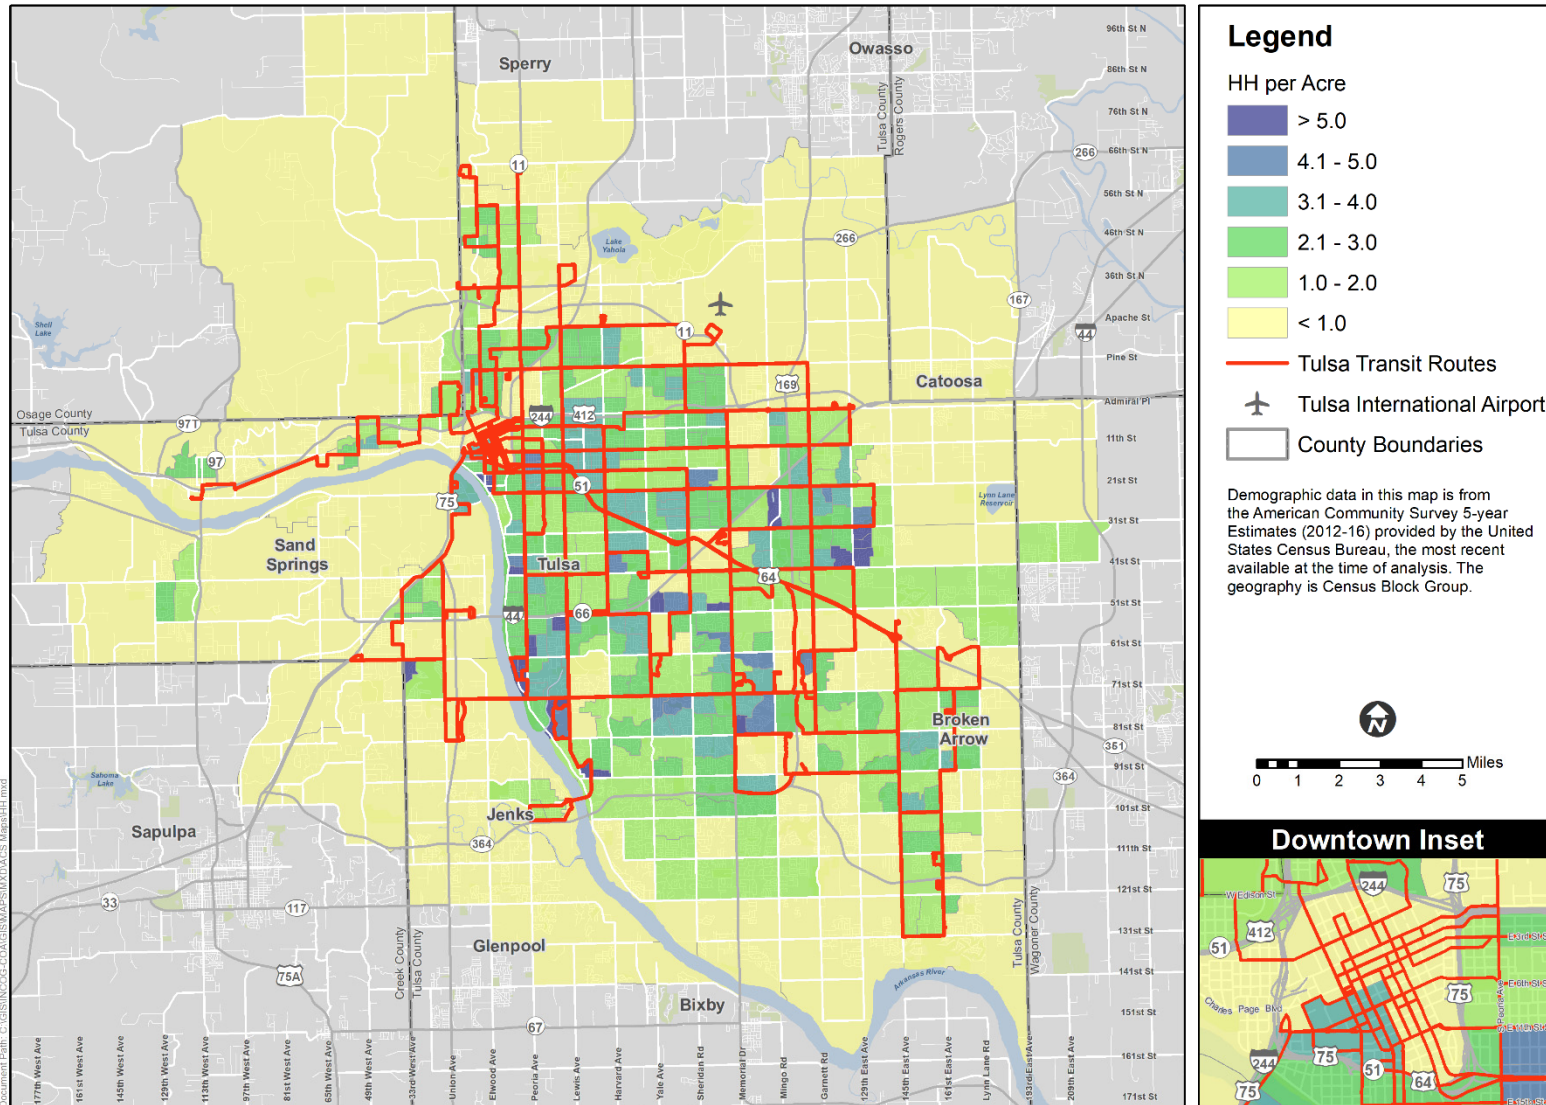 Sperry
Owasso
Tulsa County
Rogers County
96th St N
86th St N
76th St N
66th St N
56th St N
46th St N
36th St N
Apache St
Pine St
Admiral Pl
11th St
21st St
31st St
41st St
51st St
61st St
71st St
81st St
91st St
101st St
111th St
121st St
131st St
141st St
151st St
161st St
171st St
11
266
266
Lake
Yahola
167
44
Shell
Lake
11
169
Catoosa
Osage County
Tulsa County
97T
97
244
412
75
51
Lynn Lane
Reservoir
Sand
Springs
Tulsa
64
44
66
Broken
Arrow
351
364
Sahoma
Lake
Sapulpa
Jenks
364
33
117
75A
Creek County
Tulsa County
Glenpool
Tulsa County
Wagoner County
Arkansas River
Bixby
67
177th West Ave
161st West Ave
145th West Ave
129th West Ave
113th West Ave
97th West Ave
81st West Ave
65th West Ave
49th West Ave
33rd West Ave
Union Ave
Elwood Ave
Peoria Ave
Lewis Ave
Harvard Ave
Yale Ave
Sheridan Rd
Memorial Dr
Mingo Rd
Garnett Rd
129th East Ave
145th East Ave
161st East Ave
Lynn Lane Rd
193rd East Ave
209th East Ave
Legend
HH per Acre
> 5.0
4.1 - 5.0
3.1 - 4.0
2.1 - 3.0
1.0 - 2.0
< 1.0
Tulsa Transit Routes
Tulsa International Airport
County Boundaries
Demographic data in this map is from
the American Community Survey 5-year
Estimates (2012-16) provided by the United
States Census Bureau, the most recent
available at the time of analysis. The
geography is Census Block Group.
N
0 1 2 3 4 5 Miles
Downtown Inset
W Edison St
244
75
412
51
E 3rd St S
E 6th St S
75
Peoria Ave
Charles Page Blvd
E 11th St S
244
75
51
64
75
E 15th St S